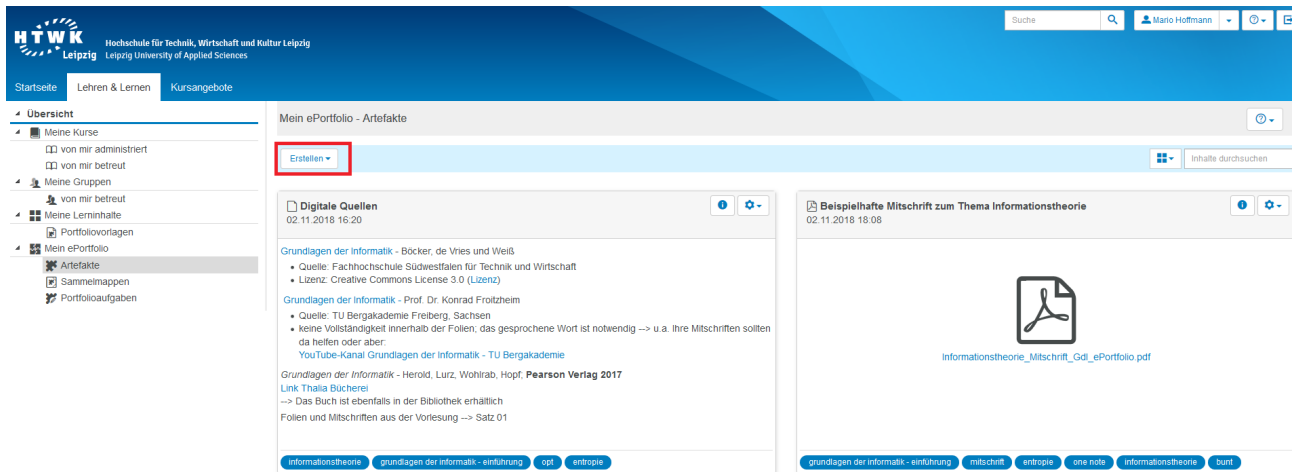 HTWK
Leipzig
Hochschule für Technik, Wirtschaft und Kultur Leipzig
Leipzig University of Applied Sciences
Suche
Mario Hoffmann
Startseite
Lehren & Lernen
Kursangebote
Übersicht
Meine Kurse
von mir administriert
von mir betreut
Meine Gruppen
von mir betreut
Meine Lerninhalte
Portfoliovorlagen
Mein ePortfolio
Artefakte
Sammelmappen
Portfolioaufgaben
Mein ePortfolio - Artefakte
Erstellen
Inhalte durchsuchen
Digitale Quellen
02.11.2018 16:20
Grundlagen der Informatik - Böcker, de Vries und Weiß
• Quelle: Fachhochschule Südwestfalen für Technik und Wirtschaft
• Lizenz: Creative Commons License 3.0 (Lizenz)
Grundlagen der Informatik - Prof. Dr. Konrad Froitzheim
• Quelle: TU Bergakademie Freiberg, Sachsen
• keine Vollständigkeit innerhalb der Folien; das gesprochene Wort ist notwendig --> u.a. Ihre Mitschriften sollten
da helfen oder aber:
YouTube-Kanal Grundlagen der Informatik - TU Bergakademie
Grundlagen der Informatik - Herold, Lurz, Wohlrab, Hopf; Pearson Verlag 2017
Link Thalia Bücherei
--> Das Buch ist ebenfalls in der Bibliothek erhältlich
Folien und Mitschriften aus der Vorlesung --> Satz 01
informationstheorie grundlagen der informatik - einführung opt entropie
Beispielhafte Mitschrift zum Thema Informationstheorie
02.11.2018 18:08
Informationstheorie_Mitschrift_GdI_ePortfolio.pdf
grundlagen der informatik - einführung mitschrift entropie one note informationstheorie bunt